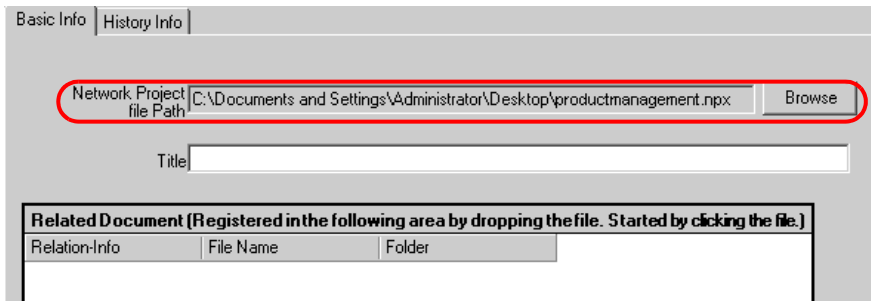 Basic Info History Info
Network Project
file Path C:\Documents and Settings\Administrator\Desktop\productmanagement.npx Browse
Title
Related Document (Registered in the following area by dropping the file. Started by clicking the file.)
Relation-Info File Name Folder